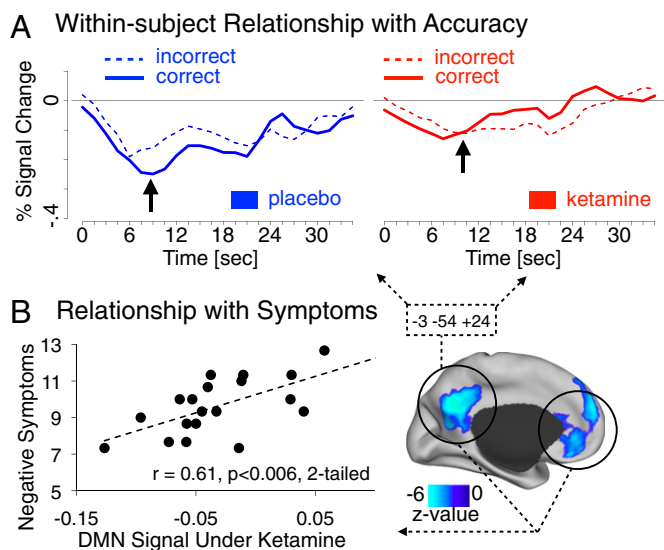 A Within-subject Relationship with Accuracy
incorrect
correct
incorrect
correct
% Signal Change
0
-.4
placebo
ketamine
0 6 12 18 24 30
0 6 12 18 24 30
Time [sec]
Time [sec]
B Relationship with Symptoms
-3 -54 +24
Negative Symptoms
13
11
9
7
5
r = 0.61, p<0.006, 2-tailed
-0.15 -0.05 0.05
DMN Signal Under Ketamine
-6 0
z-value